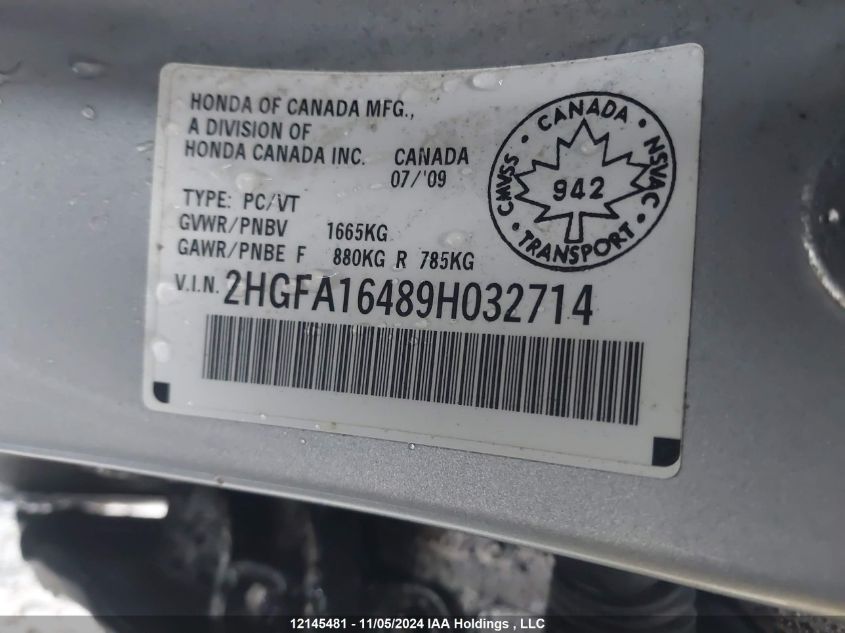 HONDA OF CANADA MFG.,
A DIVISION OF
HONDA CANADA INC. CANADA
07/'09
TYPE: PC/VT
GVWR/PNBV 1665KG
GAWR/PNBE F 880KG R 785KG
V.I.N. 2HGFA16489H032714
CANADA • NSVAC • TRANSPORT • CMVSS •
942
12145481 - 11/05/2024 IAA Holdings , LLC